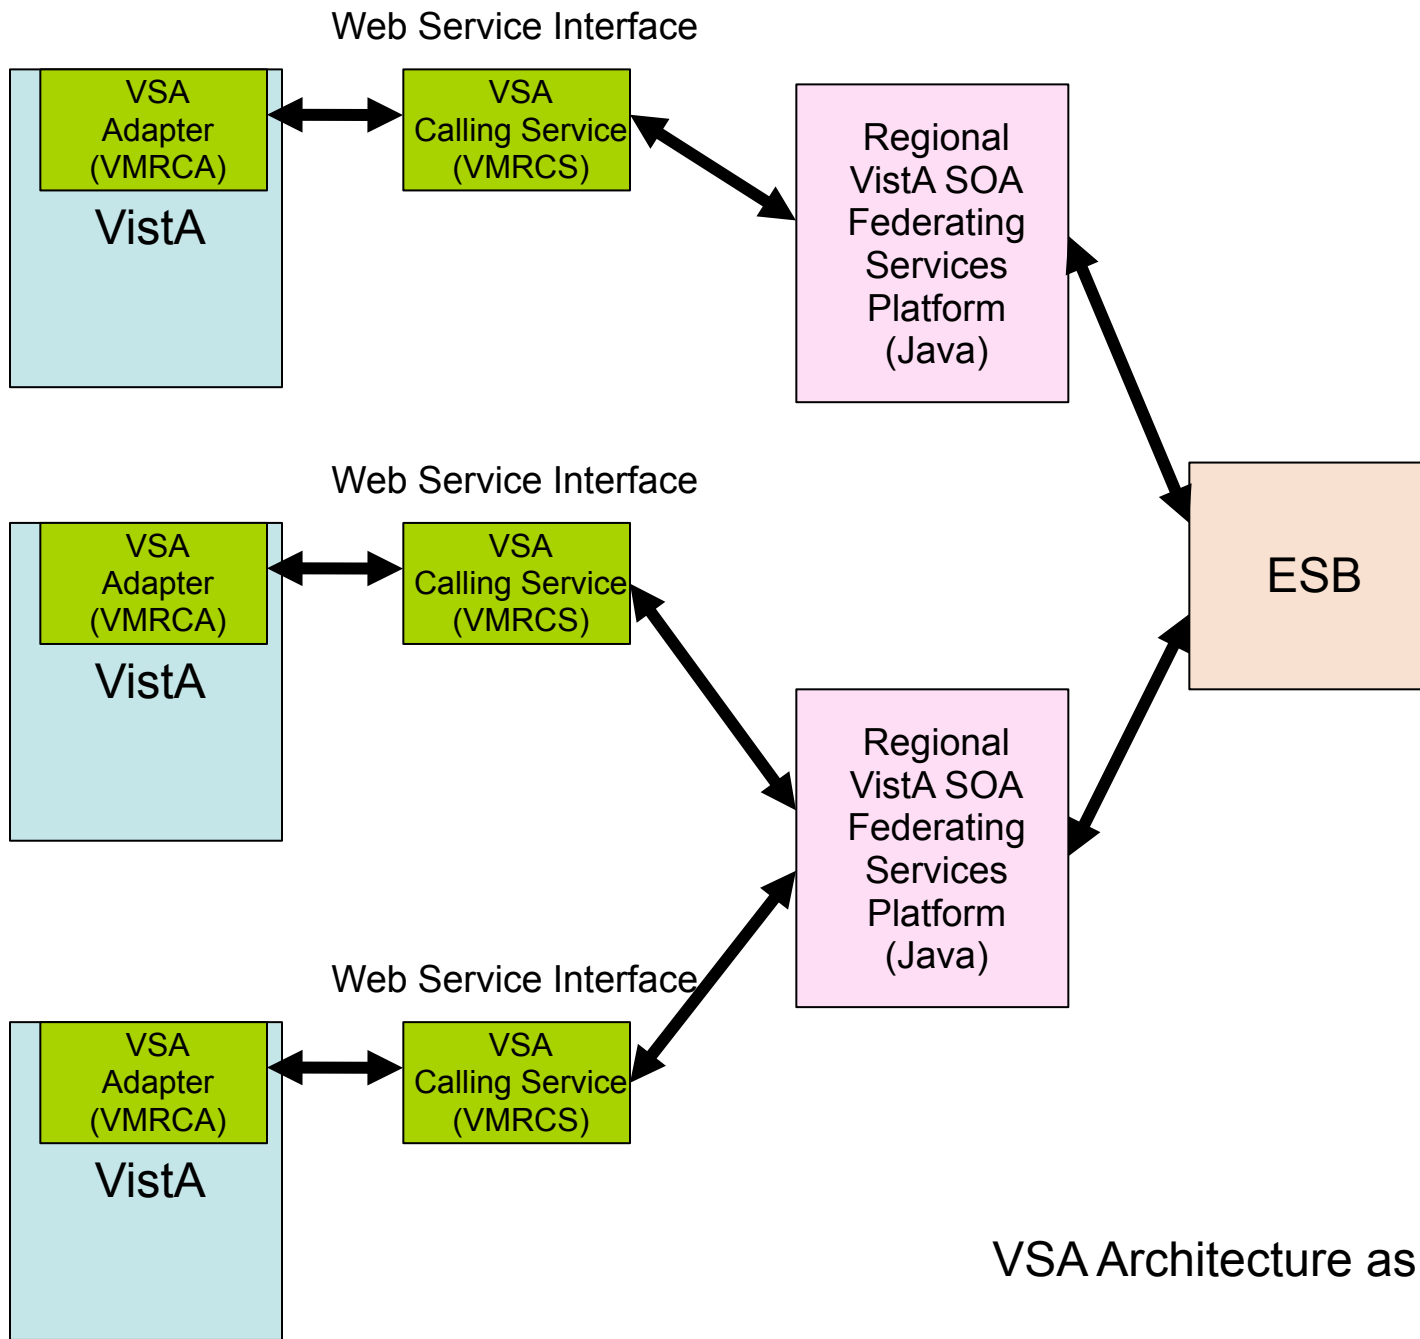 Web Service Interface
VSA
Adapter
(VMRCA)
VistA
VSA
Calling Service
(VMRCS)
Regional
VistA SOA
Federating
Services
Platform
(Java)
Web Service Interface
VSA
Adapter
(VMRCA)
VistA
VSA
Calling Service
(VMRCS)
ESB
Regional
VistA SOA
Federating
Services
Platform
(Java)
Web Service Interface
VSA
Adapter
(VMRCA)
VistA
VSA
Calling Service
(VMRCS)
VSA Architecture as